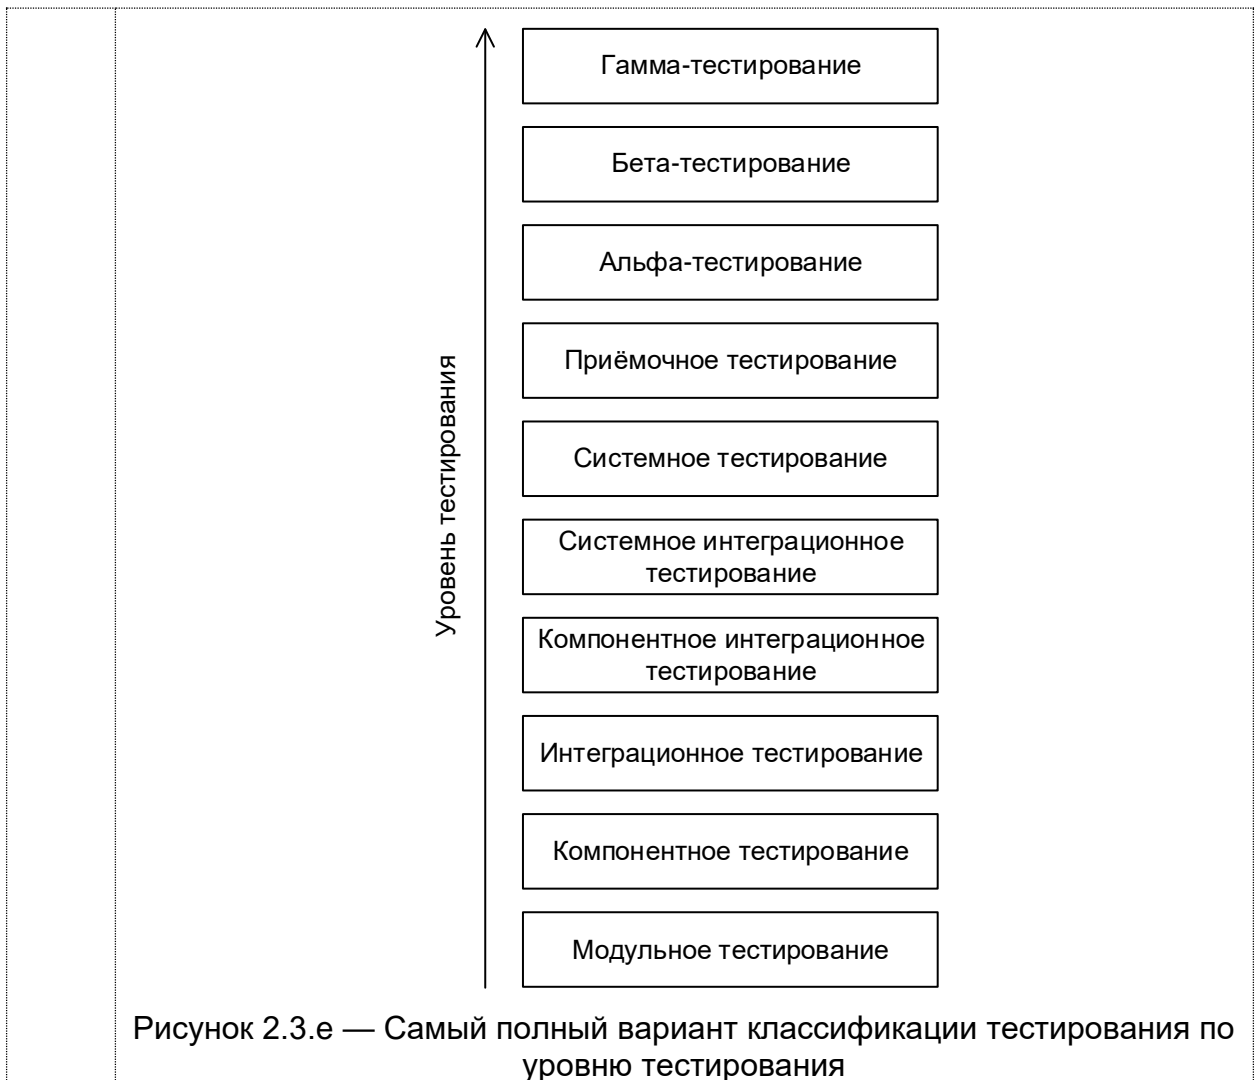 Гамма-тестирование
Бета-тестирование
Альфа-тестирование
Приёмочное тестирование
Системное тестирование
Системное интеграционное
тестирование
Компонентное интеграционное
тестирование
Интеграционное тестирование
Компонентное тестирование
Модульное тестирование
Уровень тестирования
Рисунок 2.3.e — Самый полный вариант классификации тестирования по
уровню тестирования